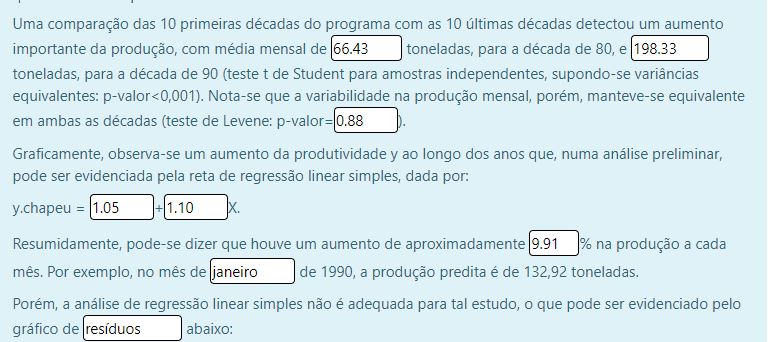 Uma comparação das 10 primeiras décadas do programa com as 10 últimas décadas detectou um aumento
importante da produção, com média mensal de 66.43 toneladas, para a década de 80, e 198.33
toneladas, para a década de 90 (teste t de Student para amostras independentes, supondo-se variâncias
equivalentes: p-valor<0,001). Nota-se que a variabilidade na produção mensal, porém, manteve-se equivalente
em ambas as décadas (teste de Levene: p-valor=0.88).
Graficamente, observa-se um aumento da produtividade y ao longo dos anos que, numa análise preliminar,
pode ser evidenciada pela reta de regressão linear simples, dada por:
y.chapeu = 1.05 + 1.10 X.
Resumidamente, pode-se dizer que houve um aumento de aproximadamente 9.91 % na produção a cada
mês. Por exemplo, no mês de janeiro de 1990, a produção predita é de 132,92 toneladas.
Porém, a análise de regressão linear simples não é adequada para tal estudo, o que pode ser evidenciado pelo
gráfico de resíduos abaixo: